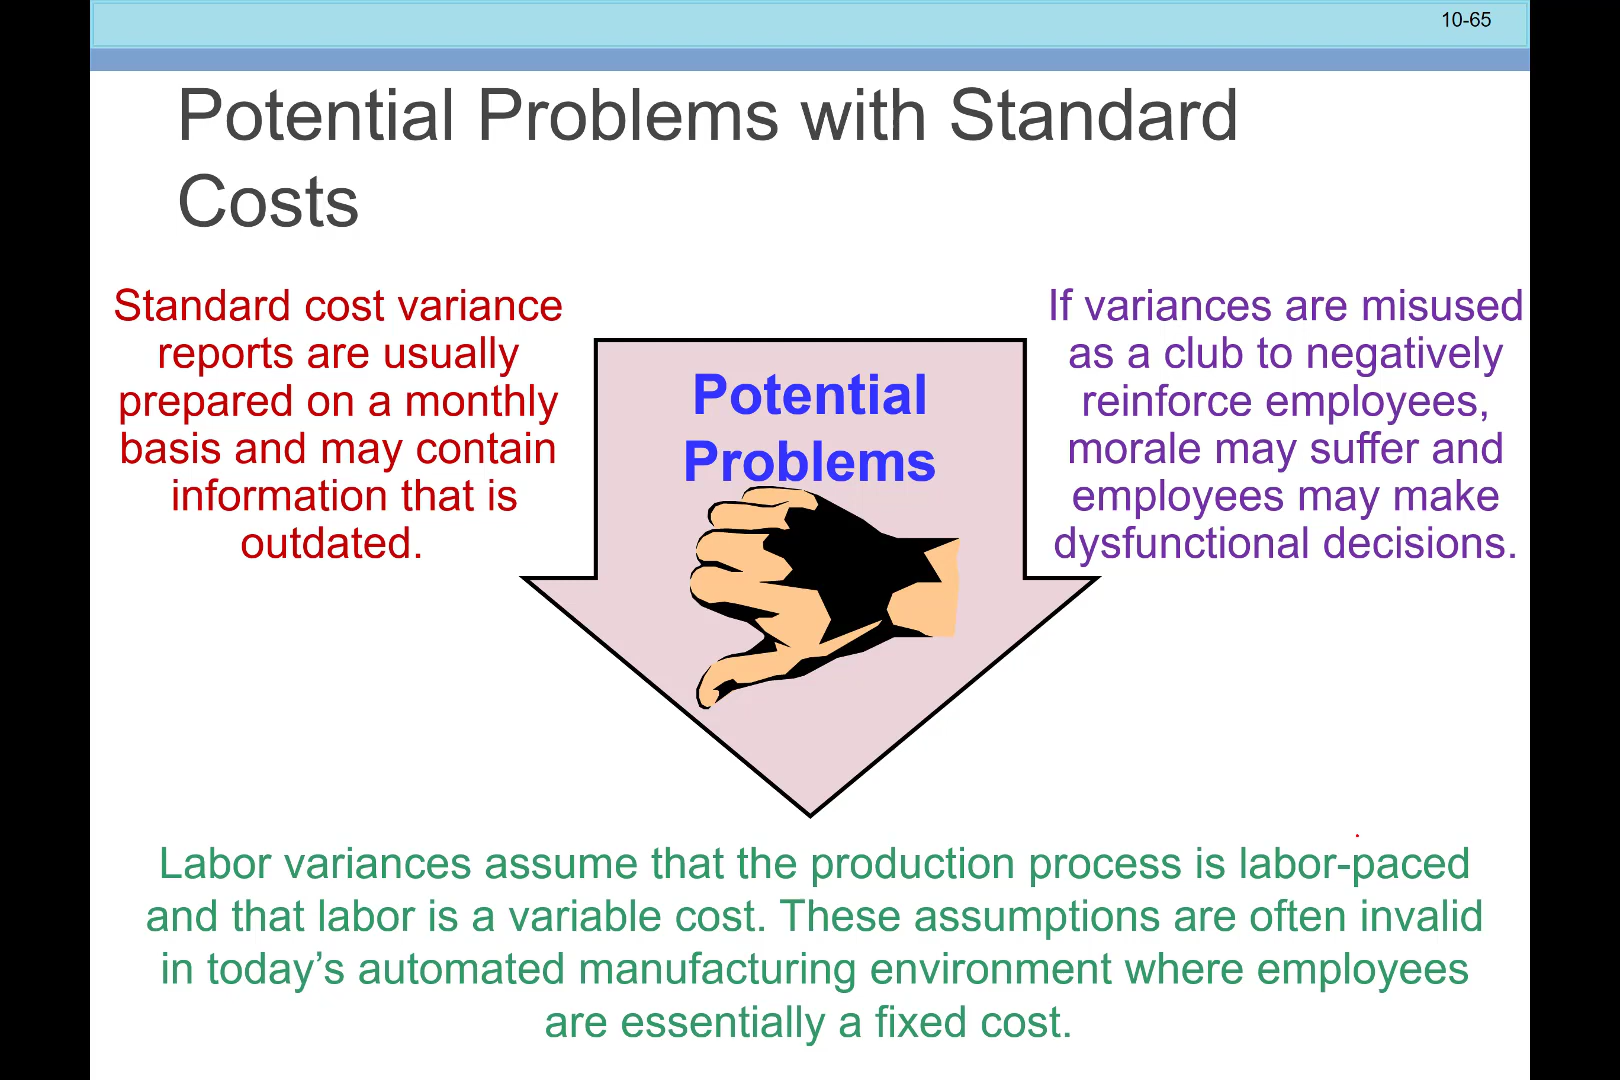 10-65
Potential Problems with Standard
Costs
Standard cost variance
reports are usually
prepared on a monthly
basis and may contain
information that is
outdated.
Potential
Problems
If variances are misused
as a club to negatively
reinforce employees,
morale may suffer and
employees may make
dysfunctional decisions.
Labor variances assume that the production process is labor-paced
and that labor is a variable cost. These assumptions are often invalid
in today’s automated manufacturing environment where employees
are essentially a fixed cost.